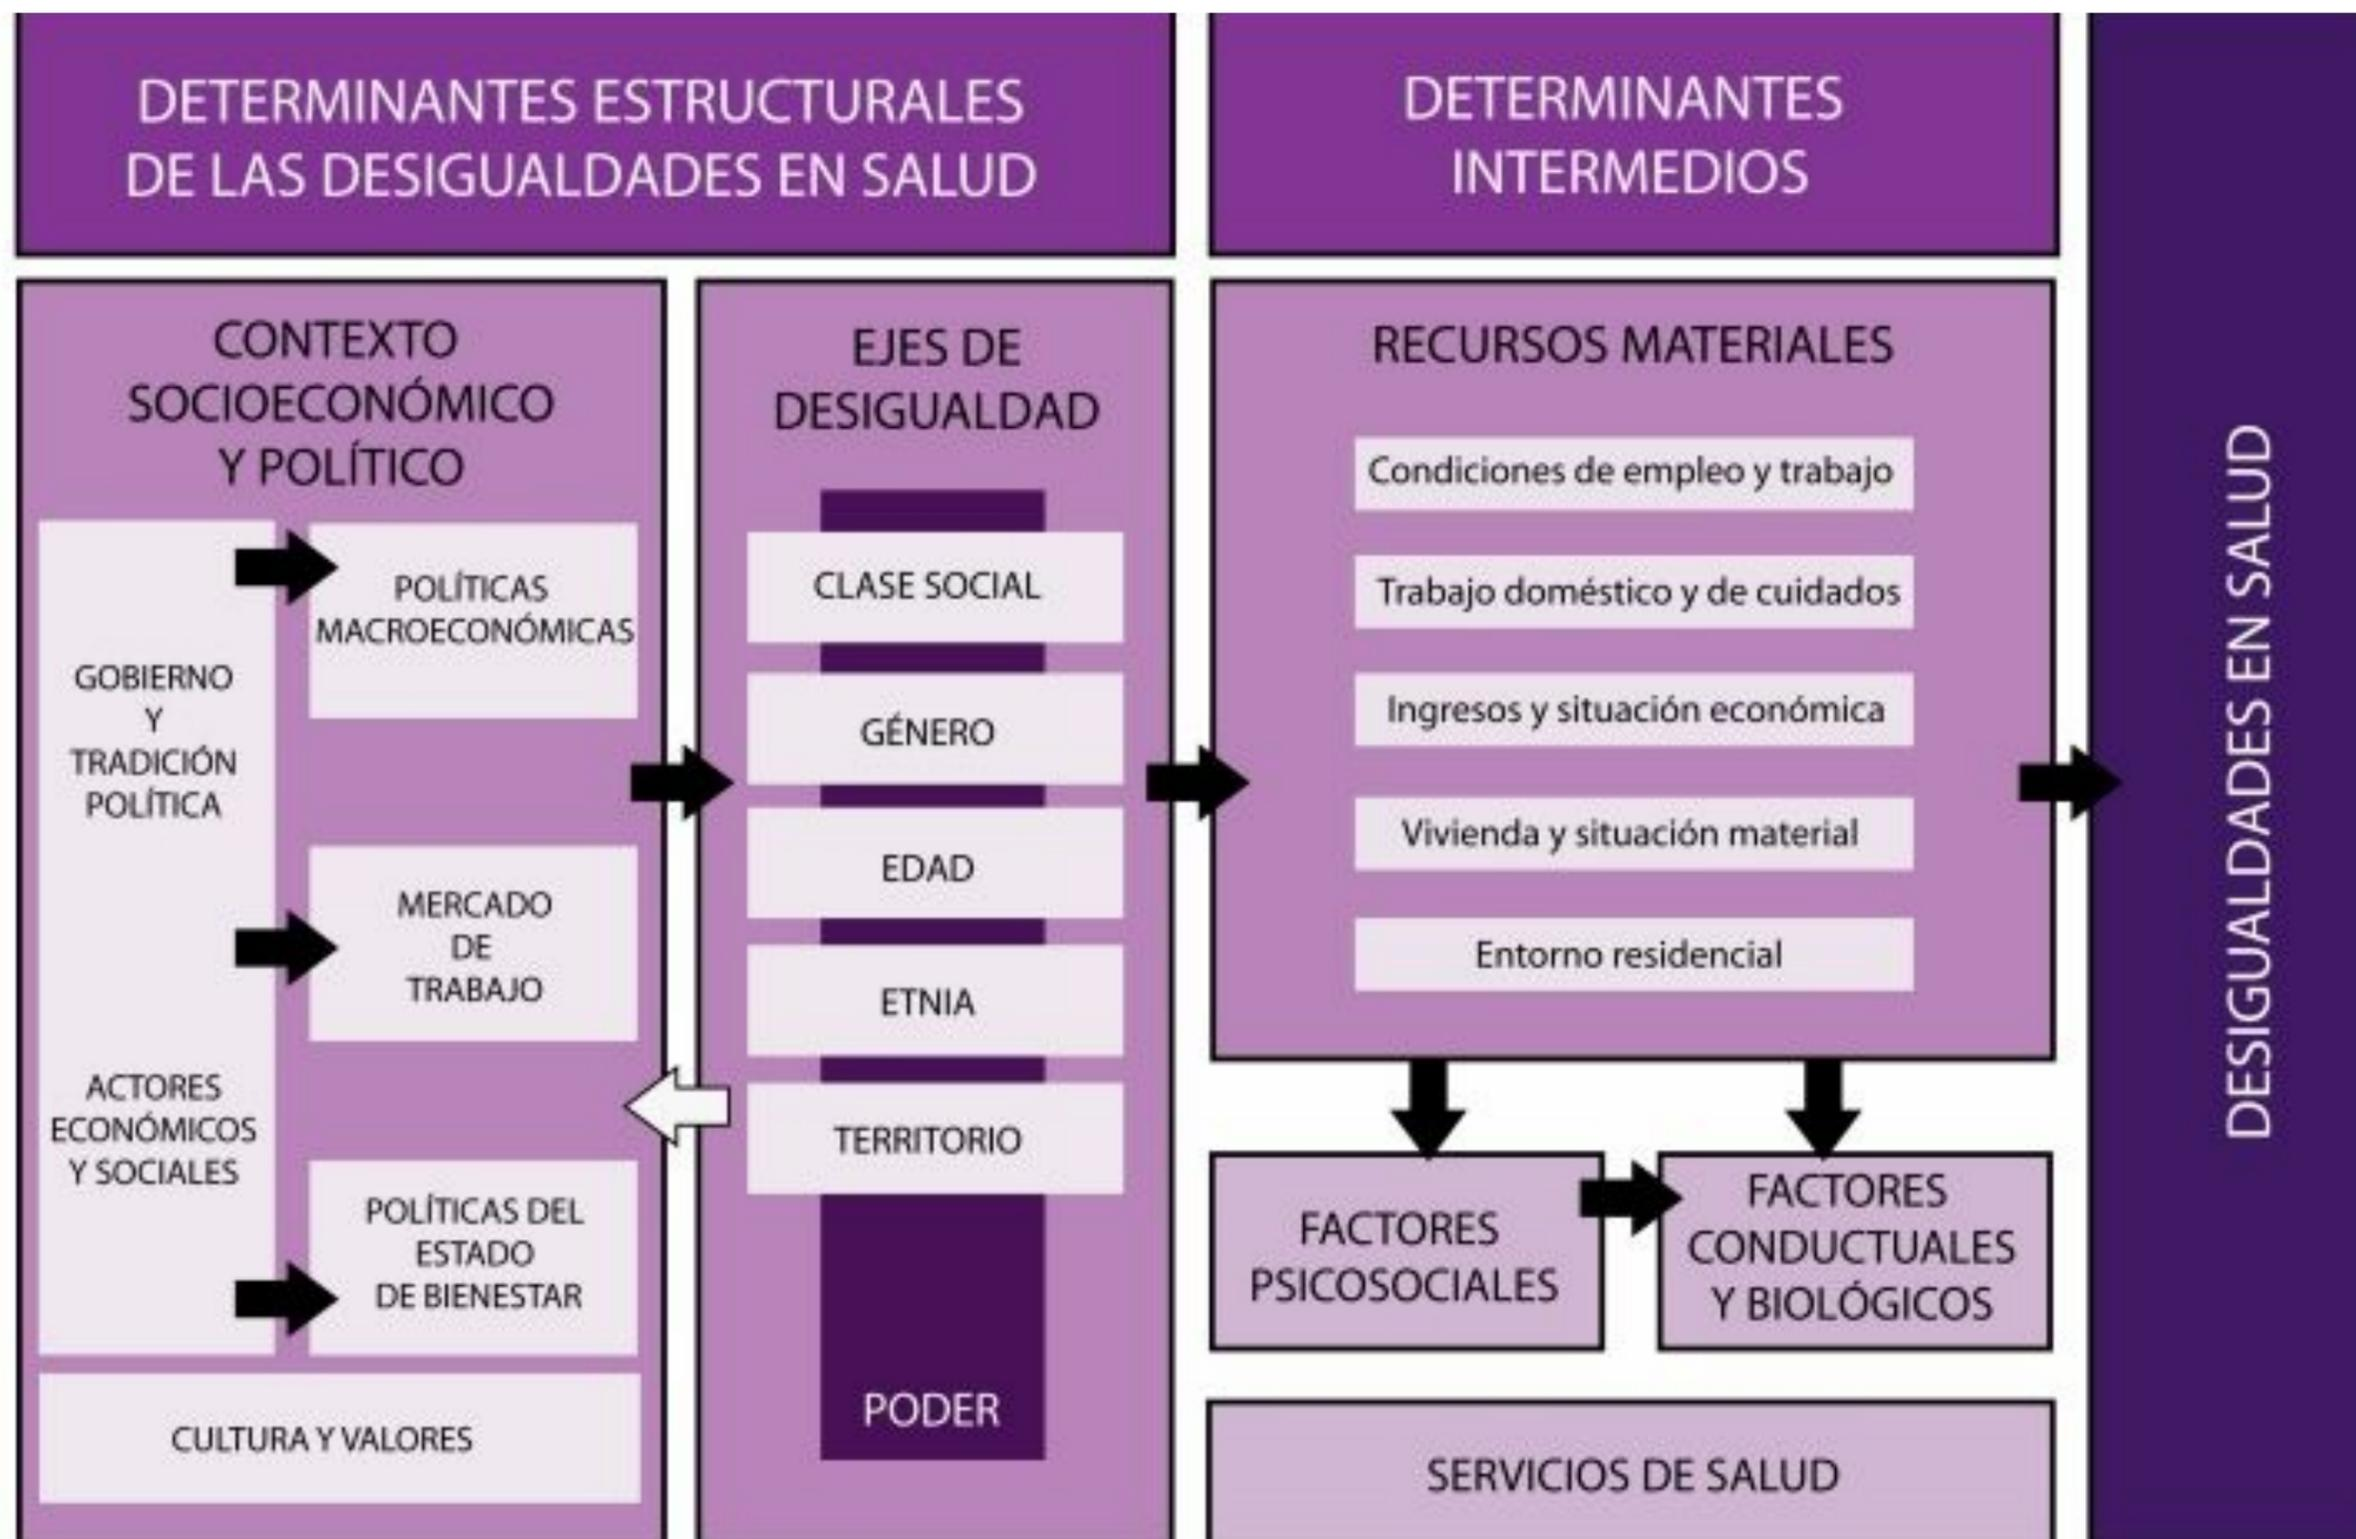 DETERMINANTES ESTRUCTURALES
DE LAS DESIGUALDADES EN SALUD
DETERMINANTES
INTERMEDIOS
CONTEXTO
SOCIOECONÓMICO
Y POLÍTICO
GOBIERNO
Y
TRADICIÓN
POLÍTICA
ACTORES
ECONÓMICOS
Y SOCIALES
POLÍTICAS
MACROECONÓMICAS
MERCADO
DE
TRABAJO
POLÍTICAS DEL
ESTADO
DE BIENESTAR
CULTURA Y VALORES
EJES DE
DESIGUALDAD
CLASE SOCIAL
GÉNERO
EDAD
ETNIA
TERRITORIO
PODER
RECURSOS MATERIALES
Condiciones de empleo y trabajo
Trabajo doméstico y de cuidados
Ingresos y situación económica
Vivienda y situación material
Entorno residencial
FACTORES
PSICOSOCIALES
FACTORES
CONDUCTUALES
Y BIOLÓGICOS
SERVICIOS DE SALUD
DESIGUALDADES EN SALUD